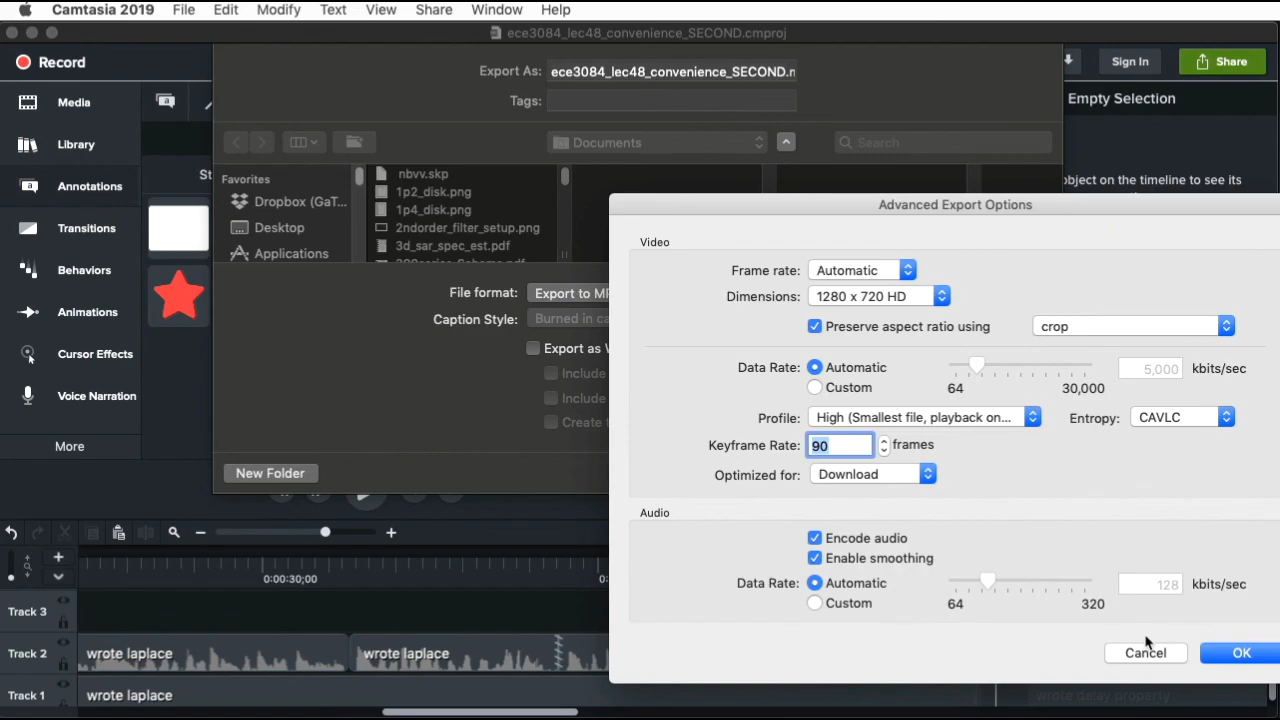 Camtasia 2019 File Edit Modify Text View Share Window Help
ece3084_lec48_convenience_SECOND.cmproj
Record
Export As: ece3084_lec48_convenience_SECOND.
Sign In
Share
Media
Tags:
Empty Selection
Library
Documents
Search
Annotations
Favorites
nbvv.skp
1p2_disk.png
object on the timeline to see its
Dropbox (GaT...
1p4_disk.png
Advanced Export Options
Transitions
Desktop
2ndorder_filter_setup.png
Applications
3d_sar_spec_est.pdf
Video
Behaviors
Frame rate: Automatic
File format: Export to
Dimensions: 1280 x 720 HD
Animations
Caption Style: Burned in
Preserve aspect ratio using crop
Cursor Effects
Export as
Data Rate: Automatic 5,000 kbits/sec
Include
Custom 64 30,000
Voice Narration
Include
Create
Profile: High (Smallest file, playback on... Entropy: CAVLC
More
Keyframe Rate: 90 frames
New Folder
Optimized for: Download
Audio
Encode audio
Enable smoothing
0:00:30;00
Data Rate: Automatic 128 kbits/sec
Custom 64 320
Track 3
Track 2 wrote laplace wrote laplace
Cancel OK
Track 1 wrote laplace wrote delay property